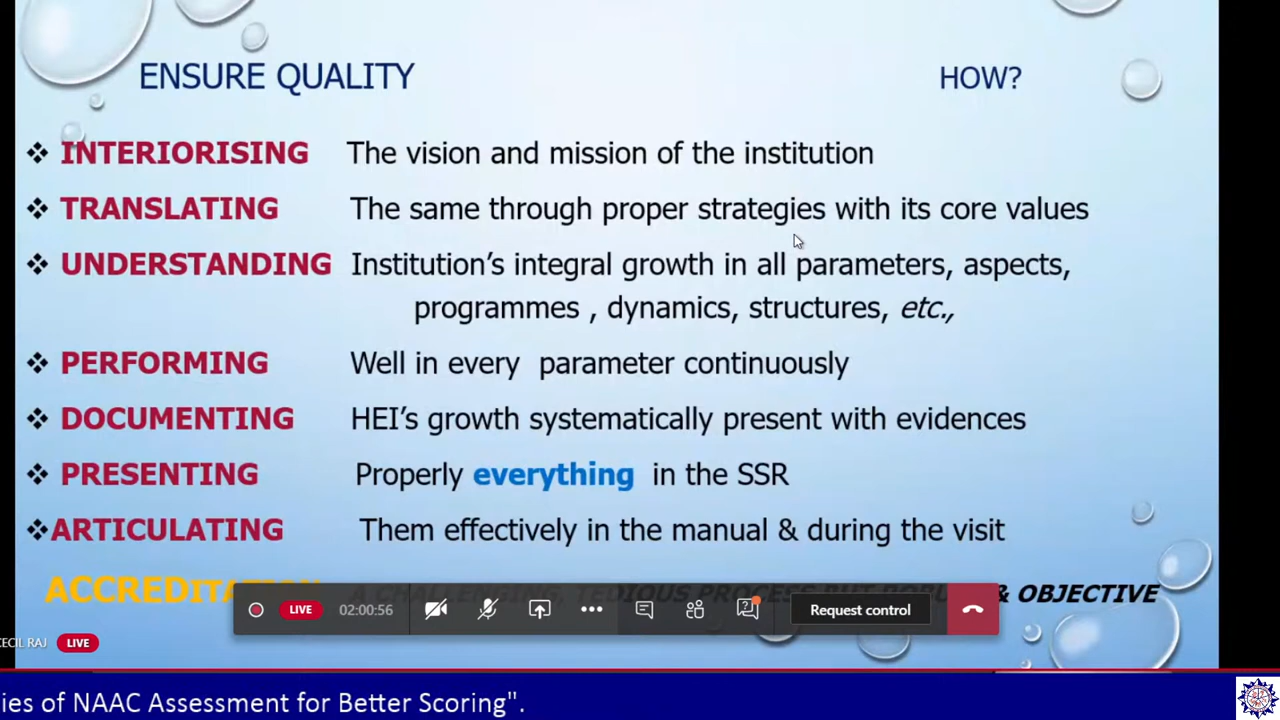 ENSURE QUALITY HOW?
❖ INTERIORISING The vision and mission of the institution
❖ TRANSLATING The same through proper strategies with its core values
❖ UNDERSTANDING Institution's integral growth in all parameters, aspects,
programmes , dynamics, structures, etc.,
❖ PERFORMING Well in every parameter continuously
❖ DOCUMENTING HEI's growth systematically present with evidences
❖ PRESENTING Properly everything in the SSR
❖ARTICULATING Them effectively in the manual & during the visit
ACCREDITATION A CHALLENGING, TEDIOUS PROCESS BUT & OBJECTIVE
LIVE 02:00:56 Request control
CECIL RAJ LIVE
ies of NAAC Assessment for Better Scoring".